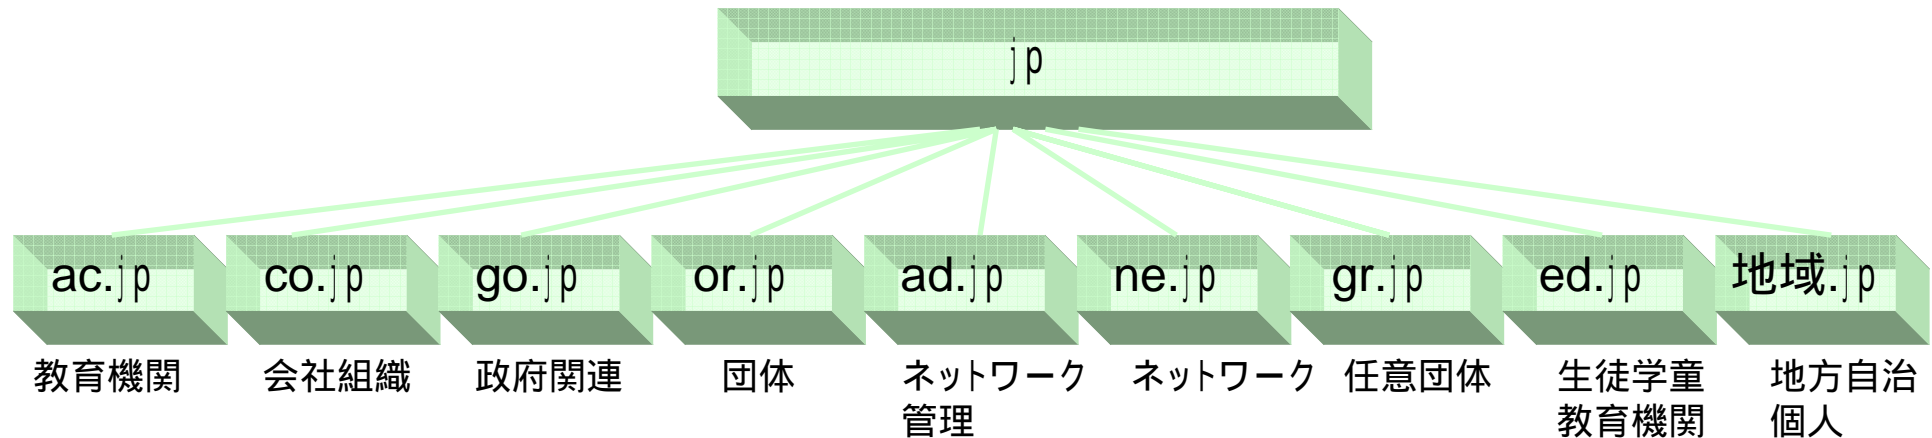 jp
ac.jp
co.jp
go.jp
or.jp
ad.jp
ne.jp
gr.jp
ed.jp
地域.jp
教育機関
会社組織
政府関連
団体
ネットワーク
管理
ネットワーク
任意団体
生徒学童
教育機関
地方自治
個人